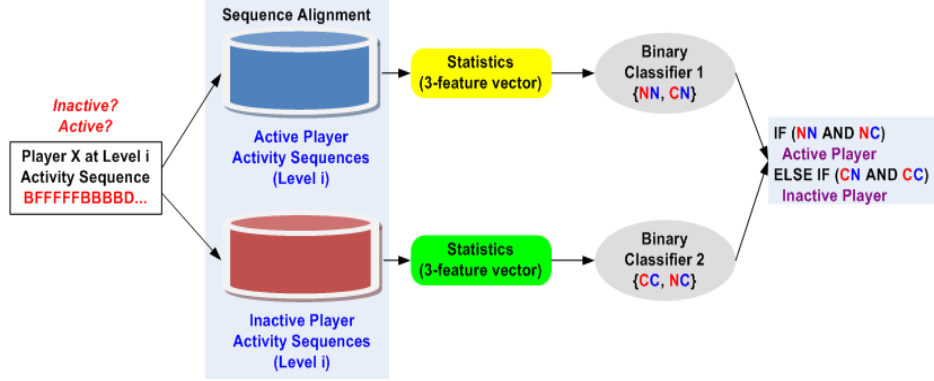 Sequence Alignment
Inactive?
Active?
Player X at Level i
Activity Sequence
BFFFFFBBBBD...
Active Player
Activity Sequences
(Level i)
Inactive Player
Activity Sequences
(Level i)
Statistics
(3-feature vector)
Statistics
(3-feature vector)
Binary
Classifier 1
{NN, CN}
Binary
Classifier 2
{CC, NC}
IF (NN AND NC)
Active Player
ELSE IF (CN AND CC)
Inactive Player